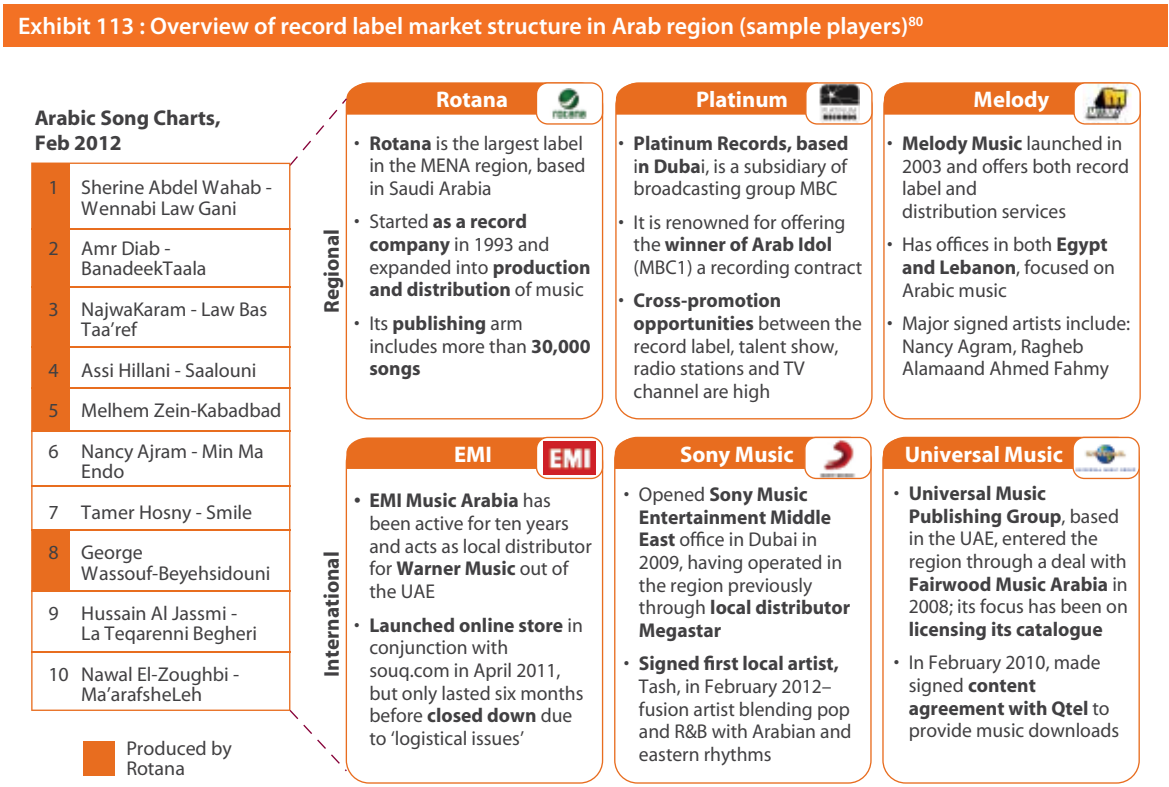 Exhibit 113 : Overview of record label market structure in Arab region (sample players)80
Arabic Song Charts,
Feb 2012
1 Sherine Abdel Wahab -
Wennabi Law Gani
2 Amr Diab -
BanadeekTaala
3 NajwaKaram - Law Bas
Taa'ref
4 Assi Hillani - Saalouni
5 Melhem Zein-Kabadbad
6 Nancy Ajram - Min Ma
Endo
7 Tamer Hosny - Smile
8 George
Wassouf-Beyehsidouni
9 Hussain Al Jassmi -
La Teqarenni Begheri
10 Nawal El-Zoughbi -
Ma'arafsheLeh
Produced by
Rotana
Regional
Rotana
rotana
• Rotana is the largest label
in the MENA region, based
in Saudi Arabia
• Started as a record
company in 1993 and
expanded into production
and distribution of music
• Its publishing arm
includes more than 30,000
songs
Platinum
PLATINUM
RECORDS
• Platinum Records, based
in Dubai, is a subsidiary of
broadcasting group MBC
• It is renowned for offering
the winner of Arab Idol
(MBC1) a recording contract
• Cross-promotion
opportunities between the
record label, talent show,
radio stations and TV
channel are high
Melody
• Melody Music launched in
2003 and offers both record
label and
distribution services
• Has offices in both Egypt
and Lebanon, focused on
Arabic music
• Major signed artists include:
Nancy Agram, Ragheb
Alamaand Ahmed Fahmy
International
EMI
EMI
• EMI Music Arabia has
been active for ten years
and acts as local distributor
for Warner Music out of
the UAE
• Launched online store in
conjunction with
souq.com in April 2011,
but only lasted six months
before closed down due
to 'logistical issues'
Sony Music
SONY MUSIC
• Opened Sony Music
Entertainment Middle
East office in Dubai in
2009, having operated in
the region previously
through local distributor
Megastar
• Signed first local artist,
Tash, in February 2012–
fusion artist blending pop
and R&B with Arabian and
eastern rhythms
Universal Music
UNIVERSAL MUSIC GROUP
• Universal Music
Publishing Group, based
in the UAE, entered the
region through a deal with
Fairwood Music Arabia in
2008; its focus has been on
licensing its catalogue
• In February 2010, made
signed content
agreement with Qtel to
provide music downloads